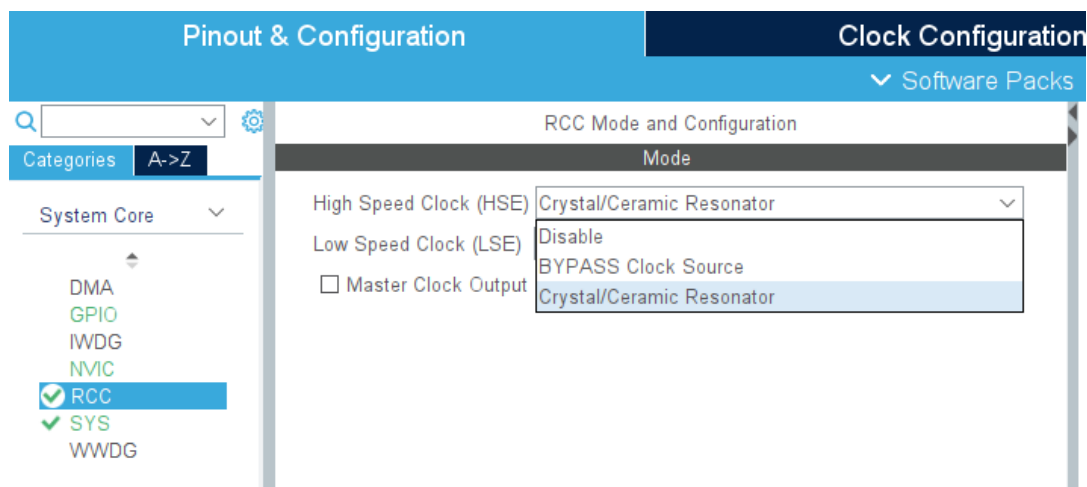 Pinout & Configuration
Clock Configuration
Software Packs
Categories
A->Z
System Core
DMA
GPIO
IWDG
NVIC
RCC
SYS
WWDG
RCC Mode and Configuration
Mode
High Speed Clock (HSE) Crystal/Ceramic Resonator
Low Speed Clock (LSE)
Master Clock Output
Disable
BYPASS Clock Source
Crystal/Ceramic Resonator